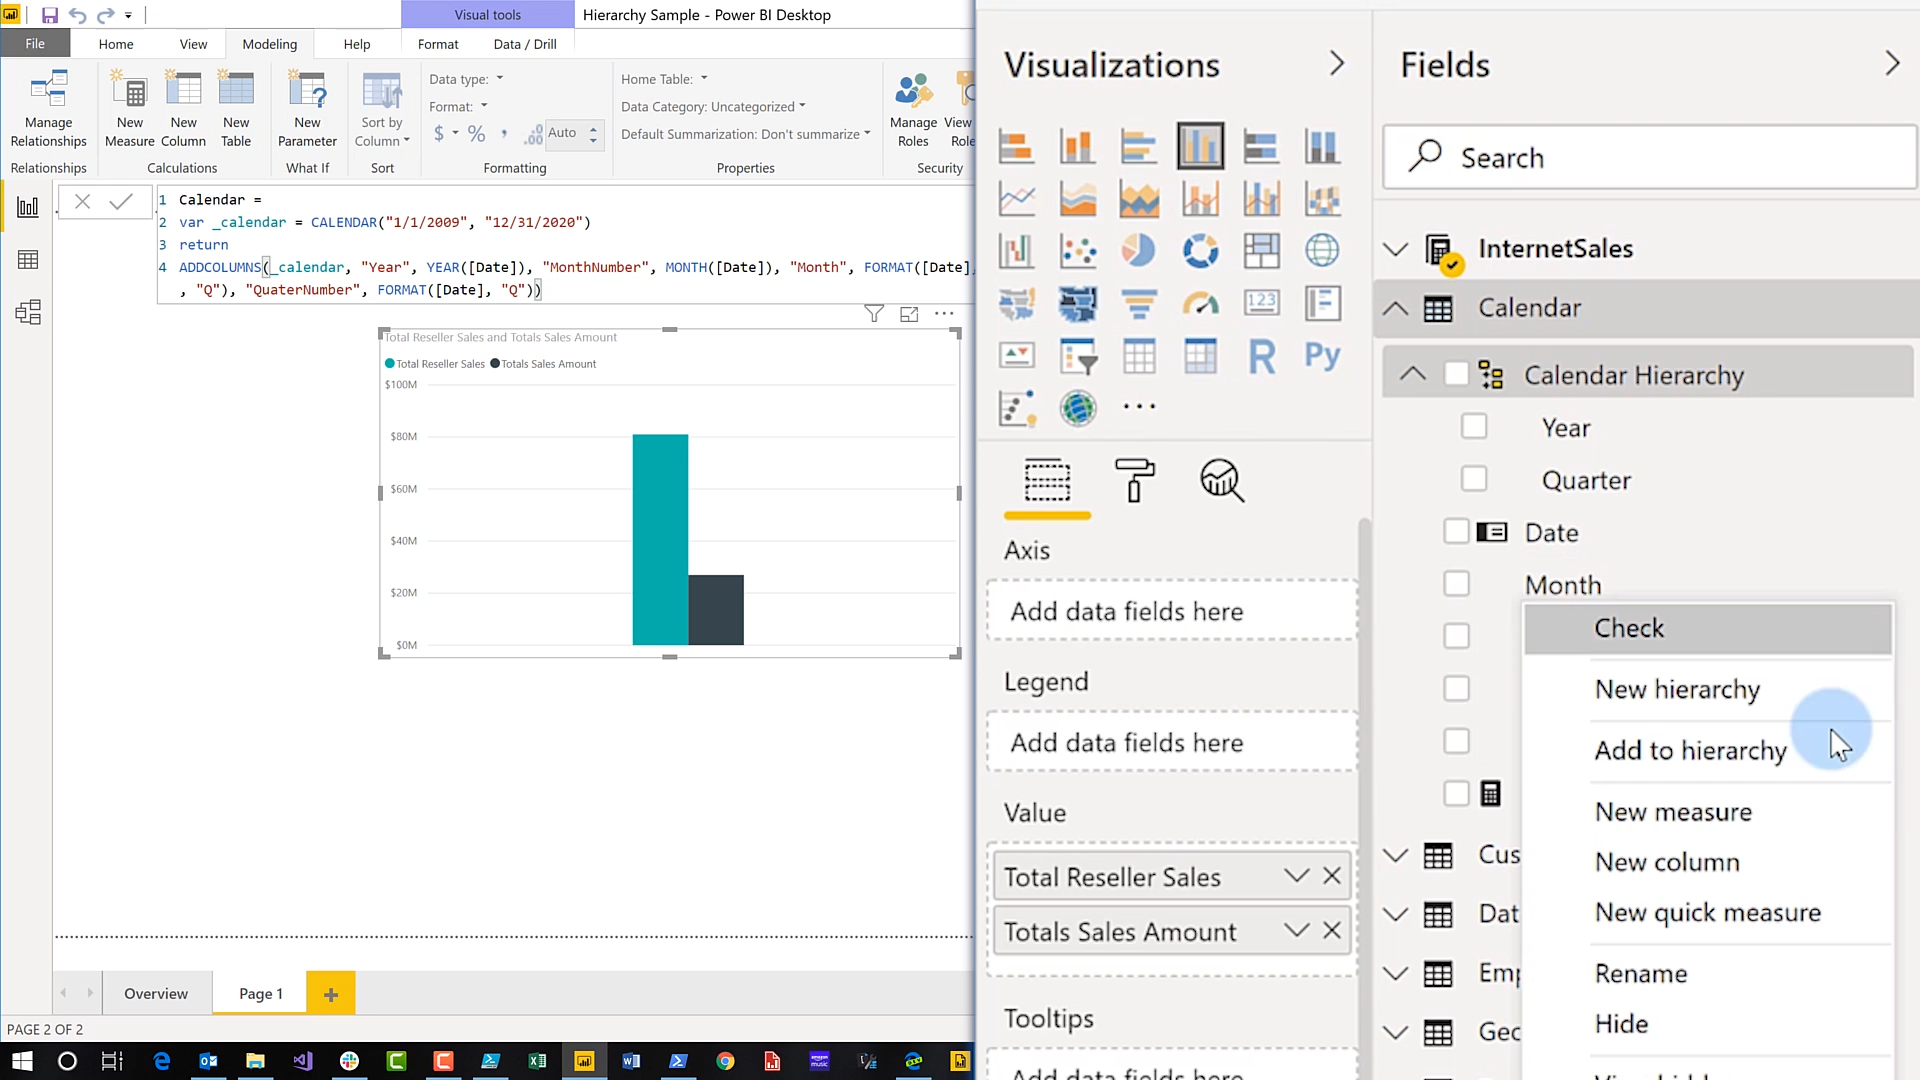 Visual tools
Hierarchy Sample - Power BI Desktop
File
Home
View
Modeling
Help
Format
Data / Drill
Manage
Relationships
Relationships
New
Measure
New
Column
New
Table
Calculations
New
Parameter
What If
Sort by
Column
Sort
Data type:
Format:
$ % , .00 Auto
Formatting
Home Table:
Data Category: Uncategorized
Default Summarization: Don't summarize
Properties
Manage
Roles
View
Security
1 Calendar =
2 var _calendar = CALENDAR("1/1/2009", "12/31/2020")
3 return
4 ADDCOLUMNS(_calendar, "Year", YEAR([Date]), "MonthNumber", MONTH([Date]), "Month", FORMAT([Date],
, "Q"), "QuaterNumber", FORMAT([Date], "Q"))
Total Reseller Sales and Totals Sales Amount
Total Reseller Sales
Totals Sales Amount
$100M
$80M
$60M
$40M
$20M
$0M
Overview
Page 1
PAGE 2 OF 2
Visualizations
123
R
Py
Axis
Add data fields here
Legend
Add data fields here
Value
Total Reseller Sales
Totals Sales Amount
Tooltips
Add data fields here
Fields
Search
InternetSales
Calendar
Calendar Hierarchy
Year
Quarter
Date
Month
Check
New hierarchy
Add to hierarchy
New measure
New column
New quick measure
Rename
Hide
Cus
Dat
Emp
Geo